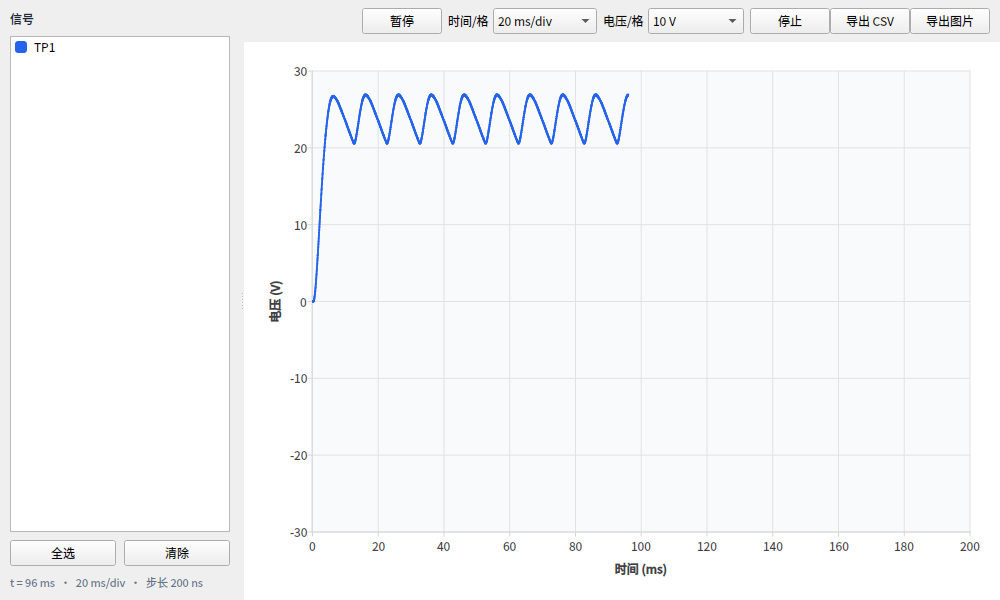 信号
暂停 时间/格 20 ms/div 电压/格 10 V 停止 导出 CSV 导出图片
TP1
30
20
10
0
-10
-20
-30
电压 (V)
0 20 40 60 80 100 120 140 160 180 200
时间 (ms)
全选 清除
t = 96 ms · 20 ms/div · 步长 200 ns